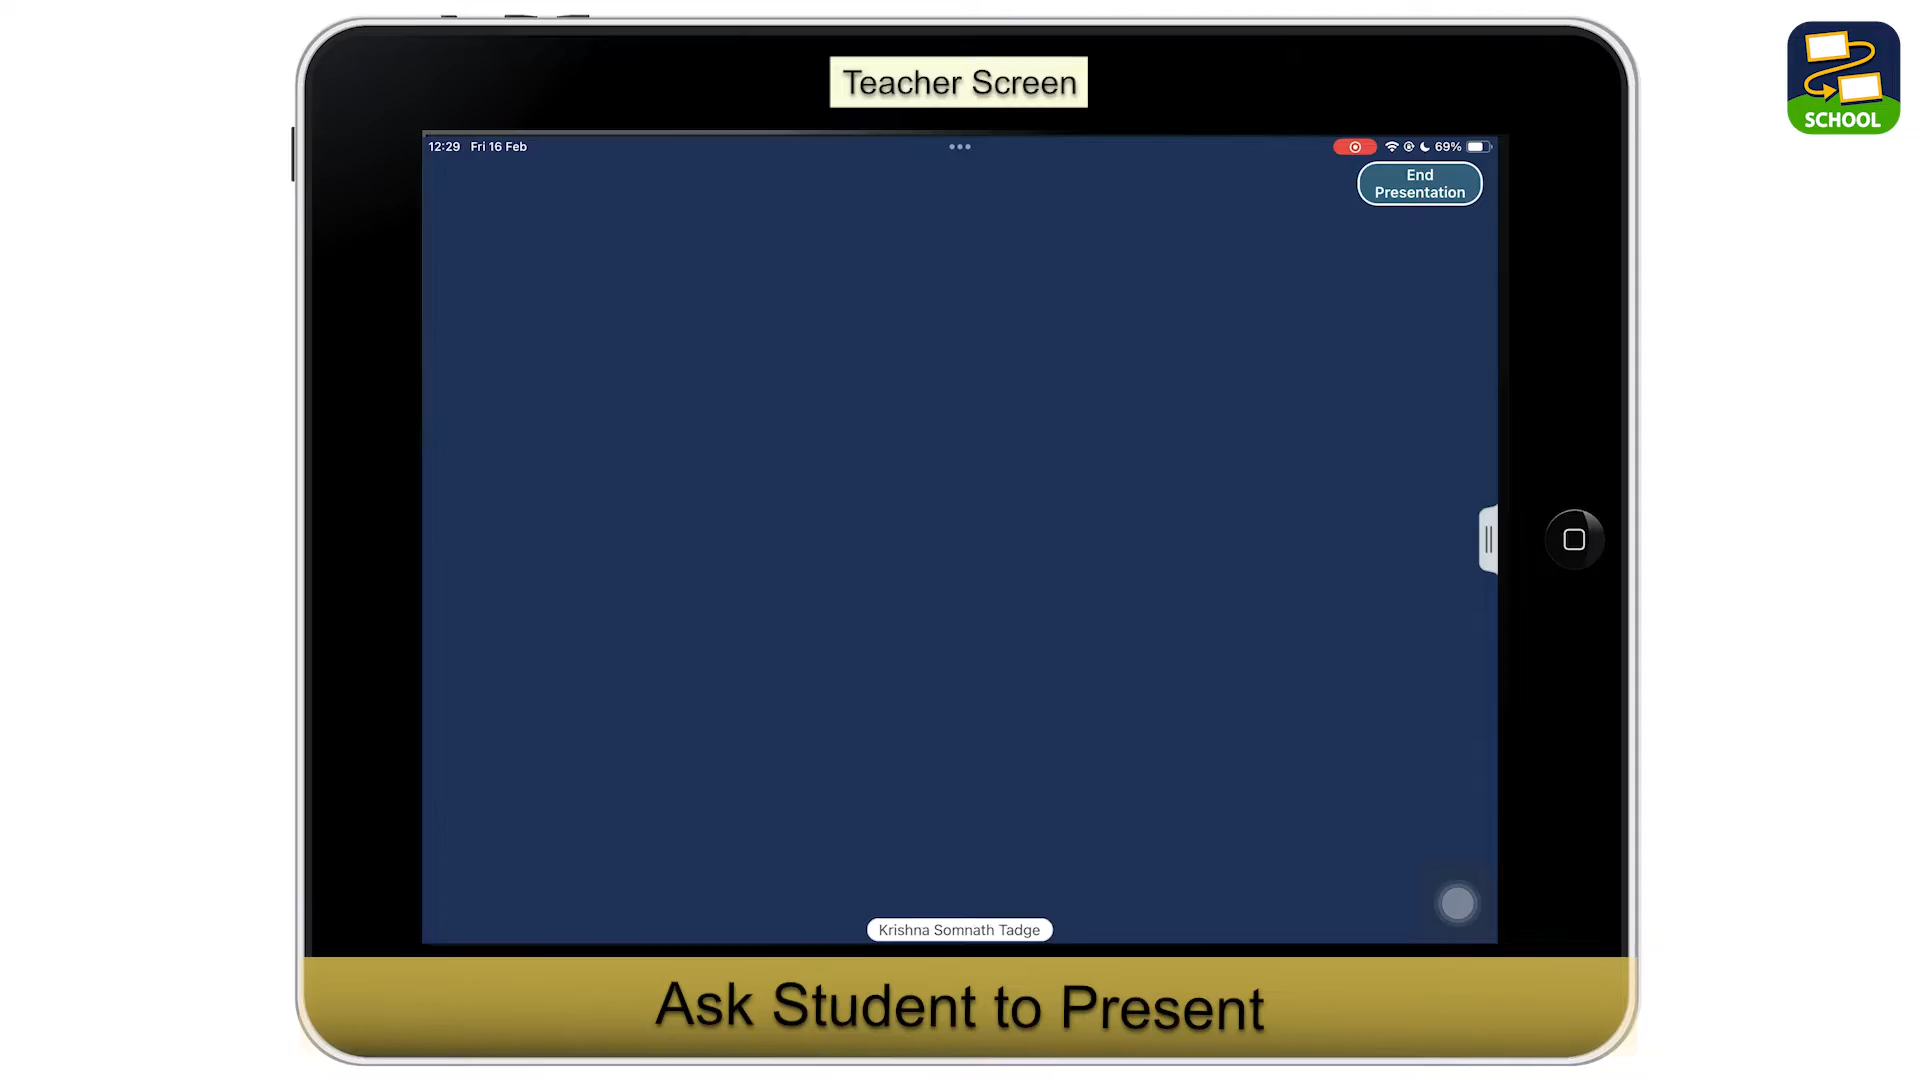 Teacher Screen
SCHOOL
12:29 Fri 16 Feb
69%
End
Presentation
Krishna Somnath Tadge
Ask Student to Present